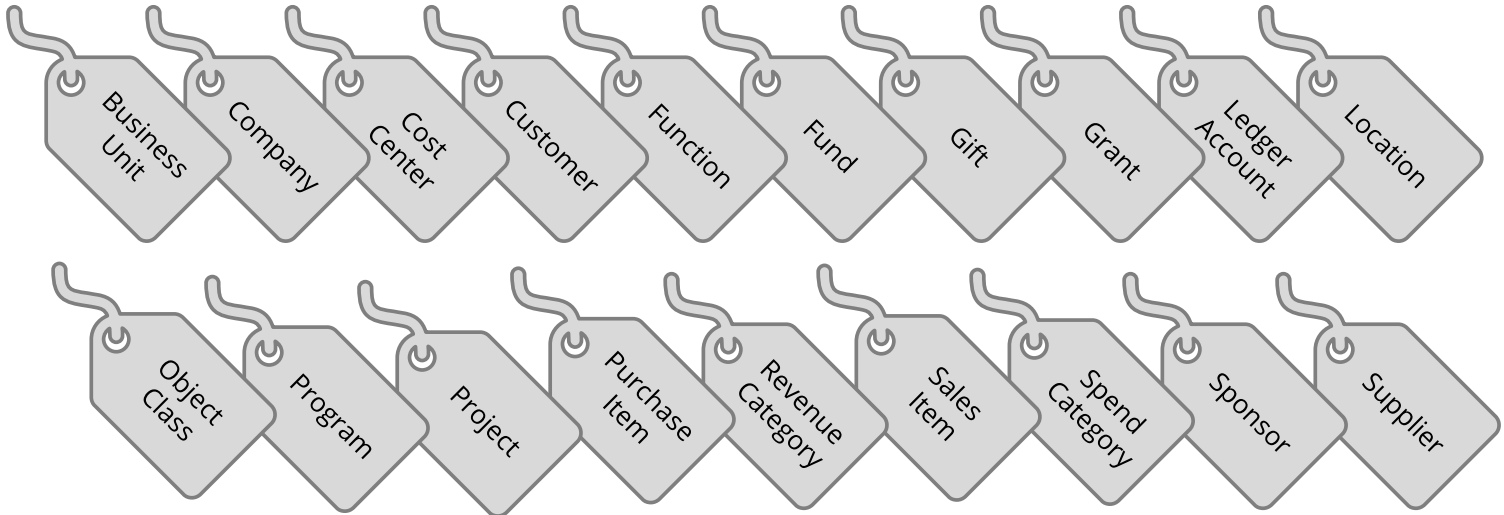 Business
Unit
Company
Cost
Center
Customer
Function
Fund
Gift
Grant
Ledger
Account
Location
Object
Class
Program
Project
Purchase
Item
Revenue
Category
Sales
Item
Spend
Category
Sponsor
Supplier